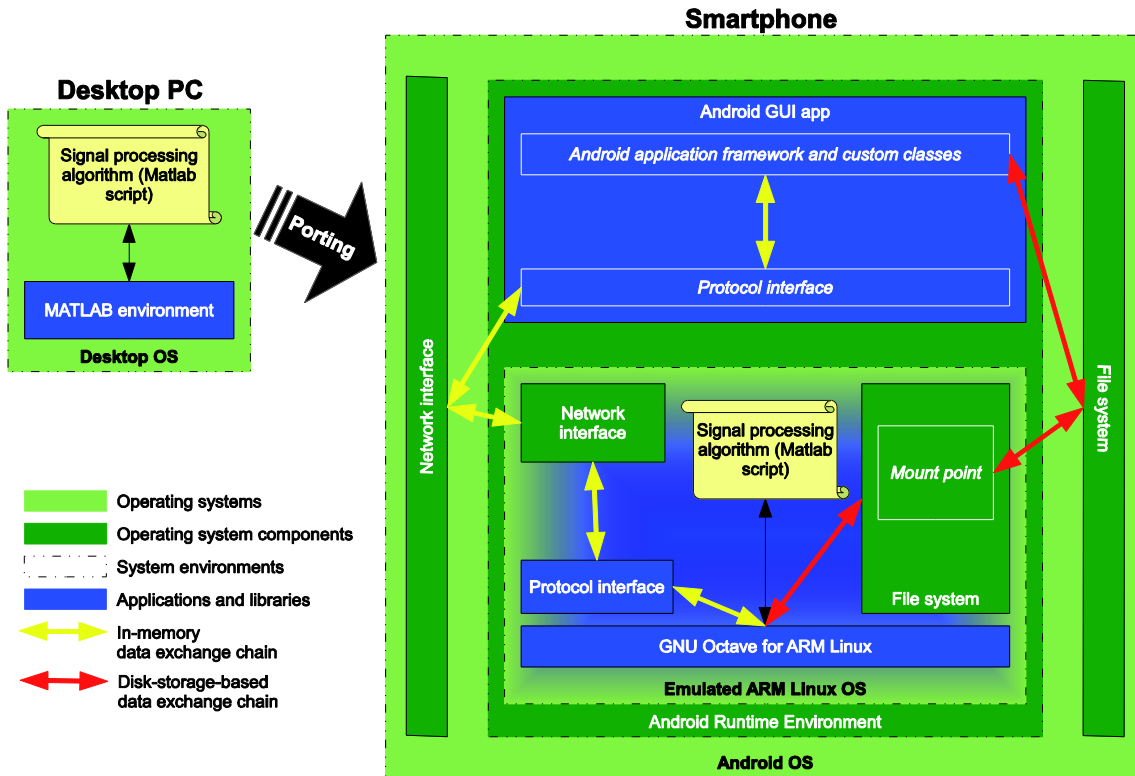 Smartphone
Desktop PC
Signal processing
algorithm (Matlab
script)
MATLAB environment
Desktop OS
Porting
Network interface
Android GUI app
Android application framework and custom classes
Protocol interface
Network
interface
Signal processing
algorithm (Matlab
script)
Mount point
File system
Protocol interface
GNU Octave for ARM Linux
Emulated ARM Linux OS
Android Runtime Environment
Android OS
File system
Operating systems
Operating system components
System environments
Applications and libraries
In-memory
data exchange chain
Disk-storage-based
data exchange chain